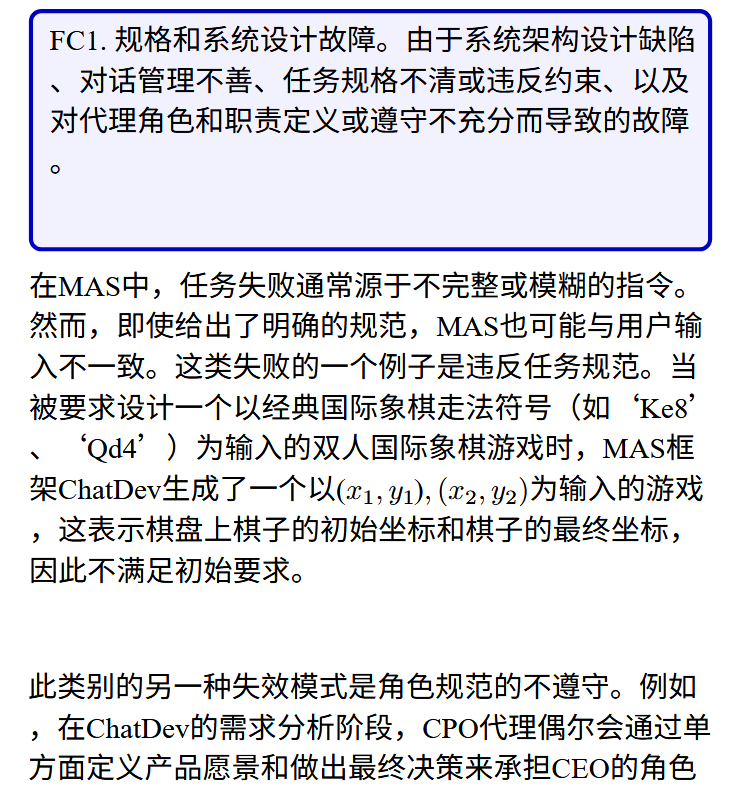 FC1. 规格和系统设计故障。由于系统架构设计缺陷
、对话管理不善、任务规格不清或违反约束、以及
对代理角色和职责定义或遵守不充分而导致的故障
。
在MAS中，任务失败通常源于不完整或模糊的指令。
然而，即使给出了明确的规范，MAS也可能与用户输
入不一致。这类失败的一个例子是违反任务规范。当
被要求设计一个以经典国际象棋走法符号（如‘Ke8’
、‘Qd4’）为输入的双人国际象棋游戏时，MAS框
架ChatDev生成了一个以(x₁, y₁), (x₂, y₂)为输入的游戏
，这表示棋盘上棋子的初始坐标和棋子的最终坐标，
因此不满足初始要求。
此类别的另一种失效模式是角色规范的不遵守。例如
，在ChatDev的需求分析阶段，CPO代理偶尔会通过单
方面定义产品愿景和做出最终决策来承担CEO的角色